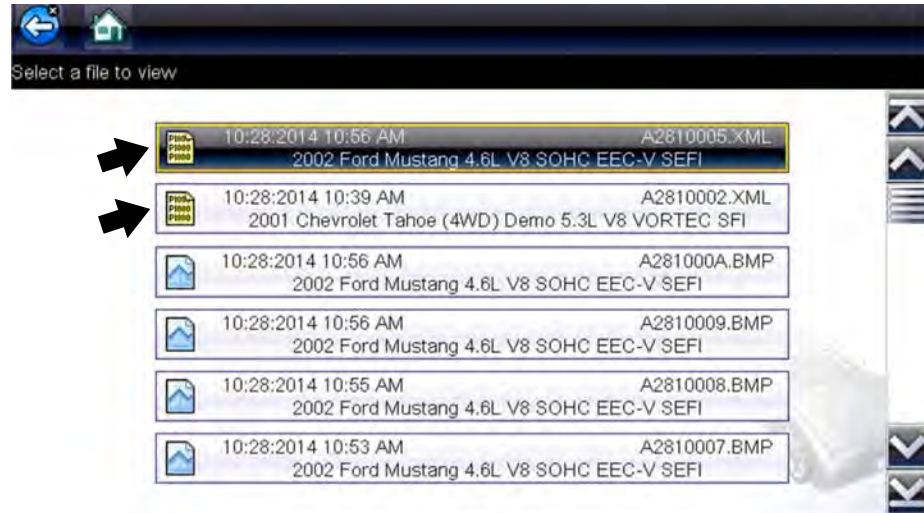 Select a file to view
10:28:2014 10:56 AM A2810005.XML
2002 Ford Mustang 4.6L V8 SOHC EEC-V SEFI
10:28:2014 10:39 AM A2810002.XML
2001 Chevrolet Tahoe (4WD) Demo 5.3L V8 VORTEC SFI
10:28:2014 10:56 AM A281000A.BMP
2002 Ford Mustang 4.6L V8 SOHC EEC-V SEFI
10:28:2014 10:56 AM A2810009.BMP
2002 Ford Mustang 4.6L V8 SOHC EEC-V SEFI
10:28:2014 10:55 AM A2810008.BMP
2002 Ford Mustang 4.6L V8 SOHC EEC-V SEFI
10:28:2014 10:53 AM A2810007.BMP
2002 Ford Mustang 4.6L V8 SOHC EEC-V SEFI